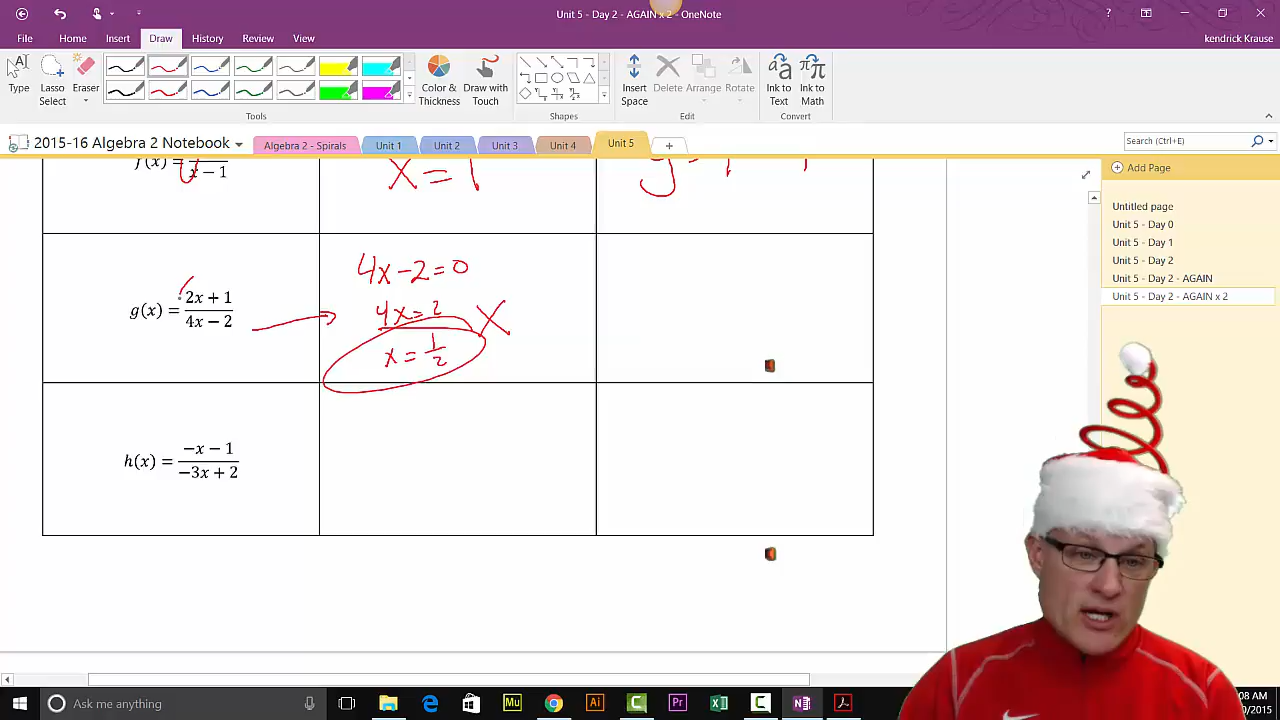 Unit 5 - Day 2 - AGAIN x 2 - OneNote
File Home Insert Draw History Review View
kendrick Krause
Type
Lasso Select
Eraser
Color & Thickness
Draw with Touch
Insert Space
Delete
Arrange
Rotate
Ink to Text
Ink to Math
Tools
Shapes
Edit
Convert
2015-16 Algebra 2 Notebook
Algebra 2 - Spirals
Unit 1
Unit 2
Unit 3
Unit 4
Unit 5
Search (Ctrl+E)
Add Page
Untitled page
Unit 5 - Day 0
Unit 5 - Day 1
Unit 5 - Day 2
Unit 5 - Day 2 - AGAIN
Unit 5 - Day 2 - AGAIN x 2
x - 1
x = 1
g(x) = 2x + 1
4x - 2
4x - 2 = 0
4x = 2
x = 1/2
h(x) = -x - 1
-3x + 2
Ask me anything